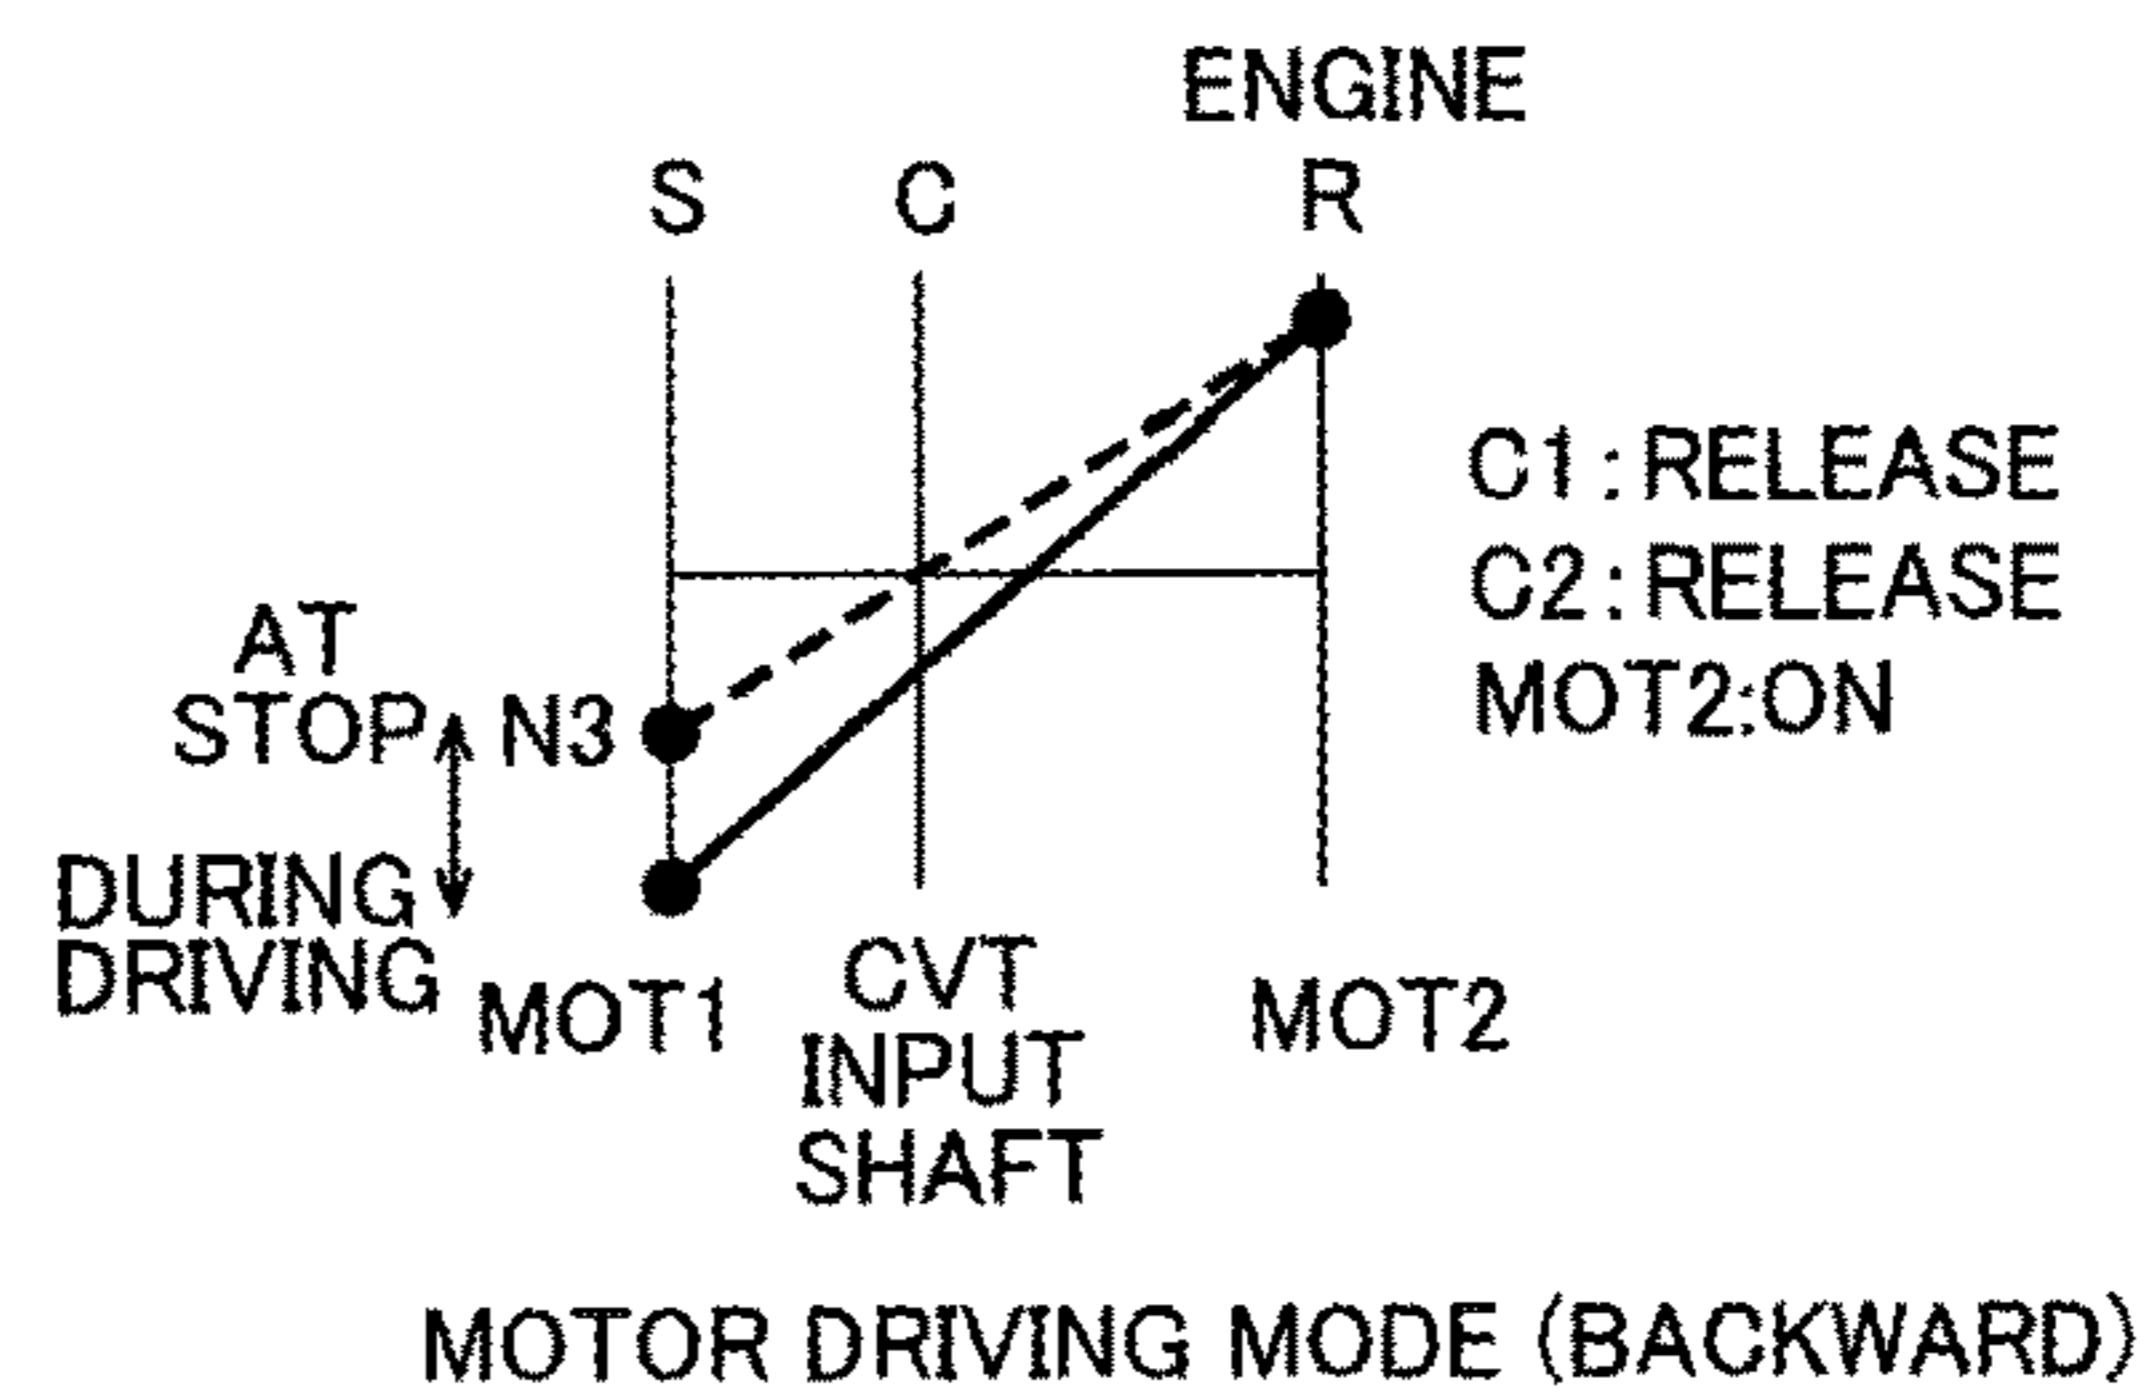 ENGINE
S C R
C1:RELEASE
C2:RELEASE
MOT2:ON
AT
STOP N3
DURING
DRIVING
MOT1 CVT MOT2
INPUT
SHAFT
MOTOR DRIVING MODE (BACKWARD)